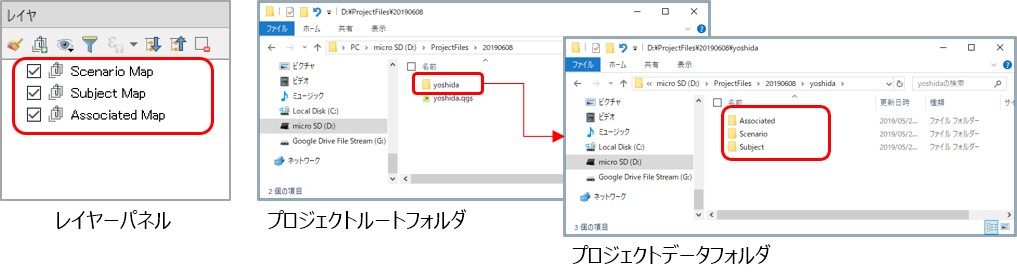 レイヤ
Scenario Map
Subject Map
Associated Map
レイヤーパネル
D:¥ProjectFiles¥20190608
ファイル ホーム 共有 表示
PC micro SD (D:) ProjectFiles 20190608
ピクチャ
ビデオ
ミュージック
Local Disk (C:)
micro SD (D:)
Google Drive File Stream (G:)
ネットワーク
名前
yoshida
yoshida.qgs
2 個の項目
プロジェクトルートフォルダ
D:¥ProjectFiles¥20190608¥yoshida
ファイル ホーム 共有 表示
« micro SD (D:) ProjectFiles 20190608 yoshida yoshidaの検索
ピクチャ
ビデオ
ミュージック
Local Disk (C:)
micro SD (D:)
Google Drive File Stream (G:)
ネットワーク
名前 更新日時 種類 サイ
Associated 2019/05/2... ファイル フォルダー
Scenario 2019/05/2... ファイル フォルダー
Subject 2019/05/2... ファイル フォルダー
3 個の項目
プロジェクトデータフォルダ